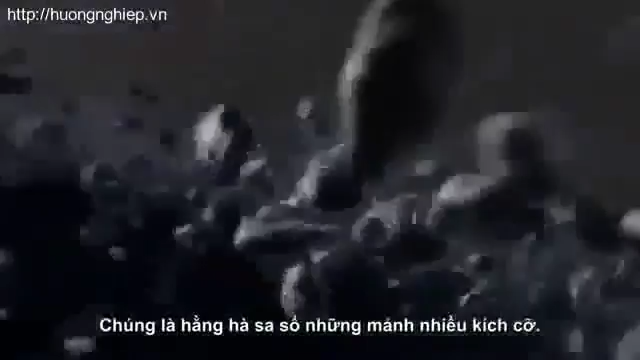 http://huongnghiep.vn
Chúng là hằng hà sa số những mảnh nhiều kích cỡ.